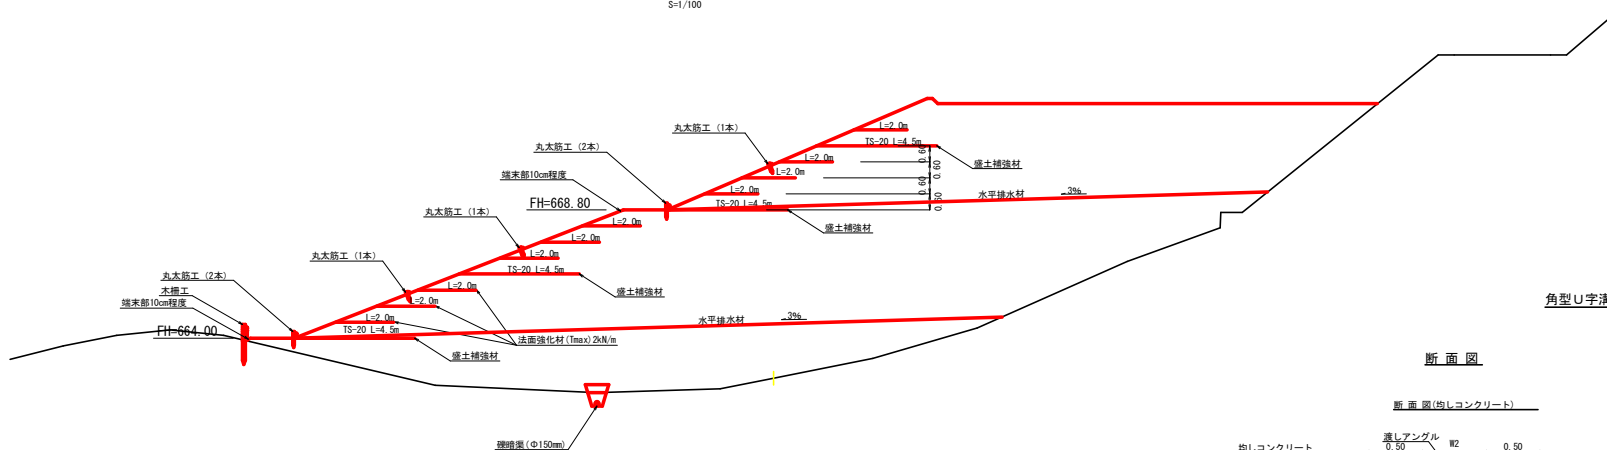 S=1/100
L=2.0m
丸太筋工 (1本)
TS-20 L=4.5m
丸太筋工 (2本)
L=2.0m
盛土補強材
0.60
0.60
0.60
0.60
L=2.0m
端末部10cm程度
L=2.0m
水平排水材
3%
FH=668.80
TS-20 L=4.5m
丸太筋工 (1本)
L=2.0m
盛土補強材
L=2.0m
丸太筋工 (1本)
L=2.0m
TS-20 L=4.5m
丸太筋工 (2本)
L=2.0m
木柵工
盛土補強材
端末部10cm程度
L=2.0m
角型U字溝
L=2.0m
水平排水材
3%
FH=664.00
TS-20 L=4.5m
法面強化材(Tmax)2kN/m
盛土補強材
断面図
断面図(均しコンクリート)
渡しアングル
礫暗渠(Φ150mm)
均しコンクリート
0.50
W2
0.50